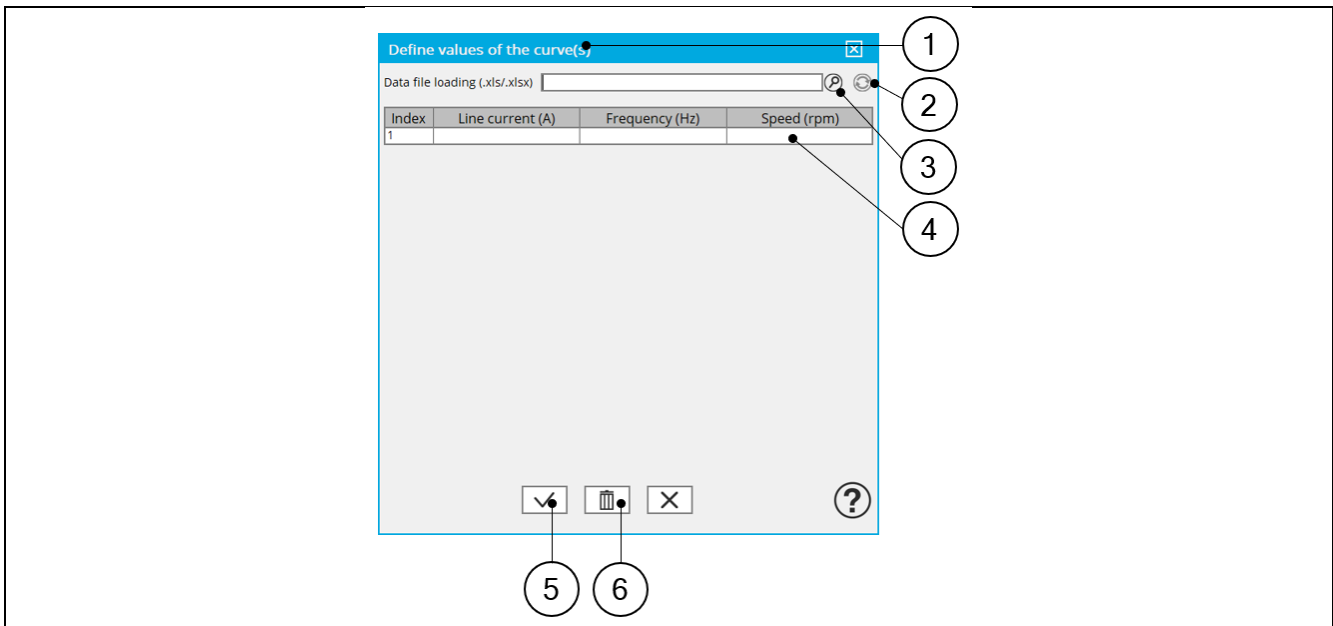 Define values of the curve(s)
1
Data file loading (.xls/.xlsx)
2
Index Line current (A) Frequency (Hz) Speed (rpm)
1
3
4
?
5 6